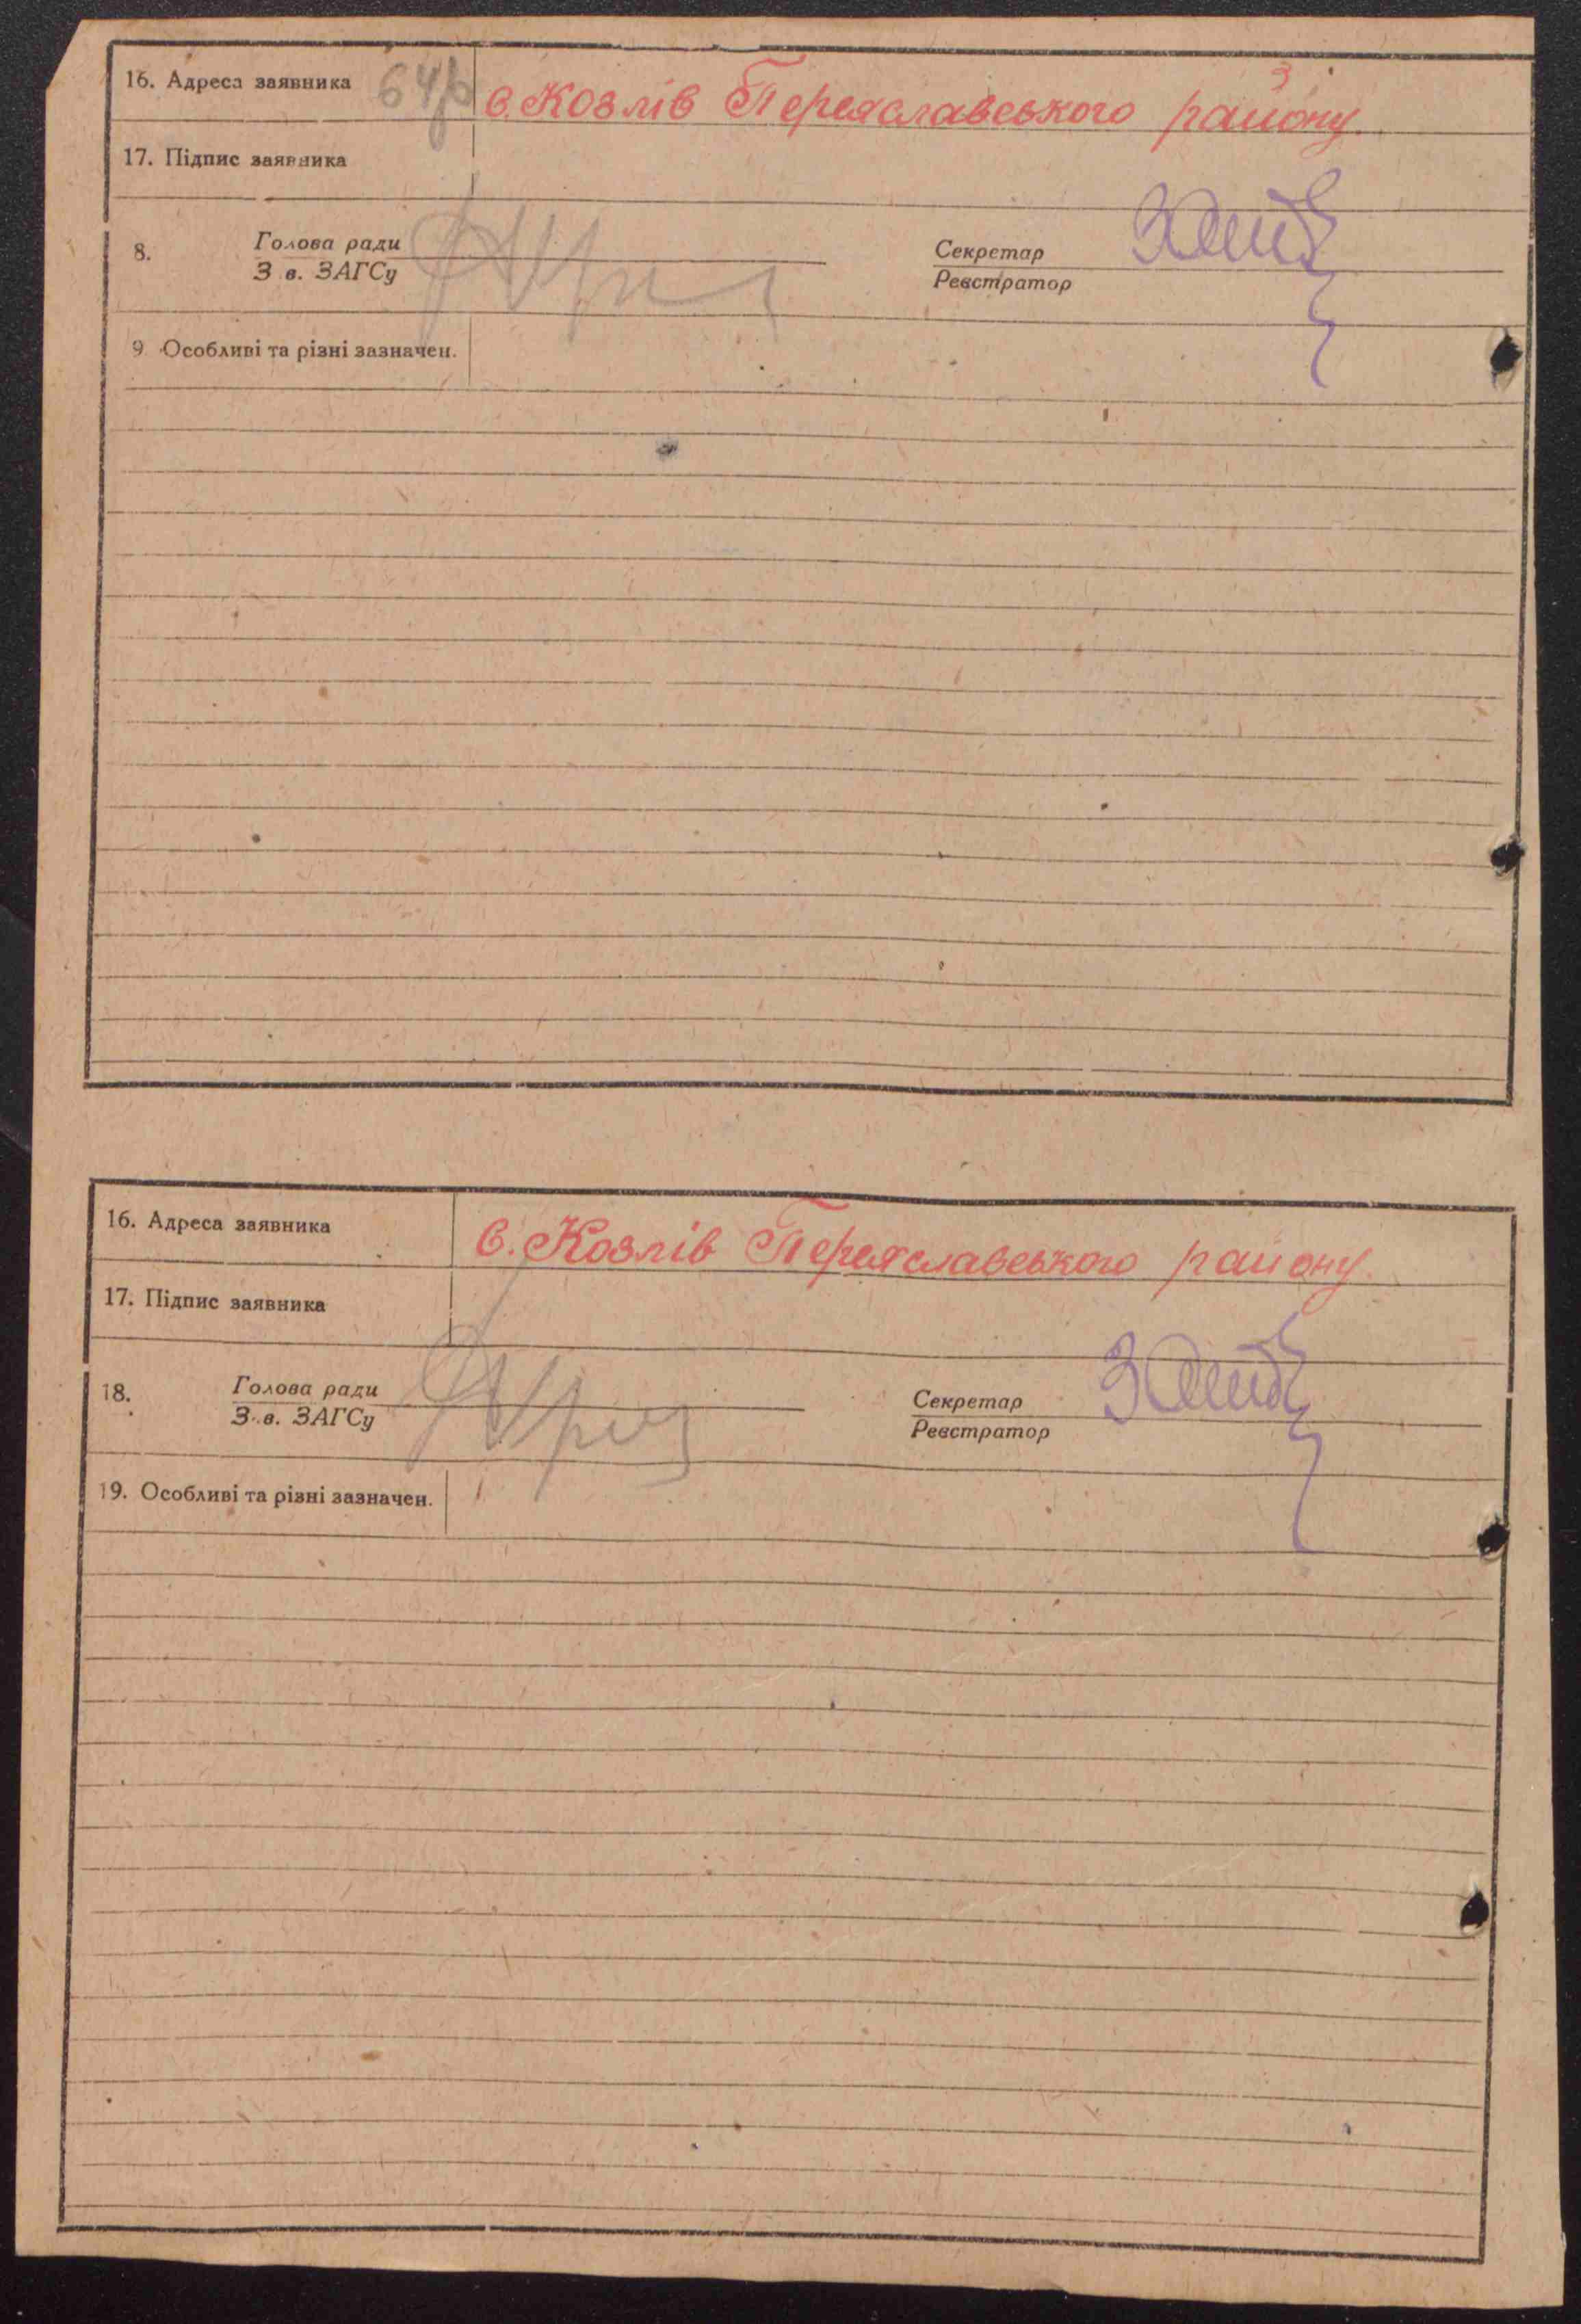 16. Адреса заявника с. Козлів Переяславського району.
17. Підпис заявника
8. Голова ради Секретар
З в. ЗАГСу Реєстратор
9 Особливі та різні зазначен.
16. Адреса заявника с. Козлів Переяславського району.
17. Підпис заявника
18. Голова ради Секретар
З.в. ЗАГСу Реєстратор
19. Особливі та різні зазначен.